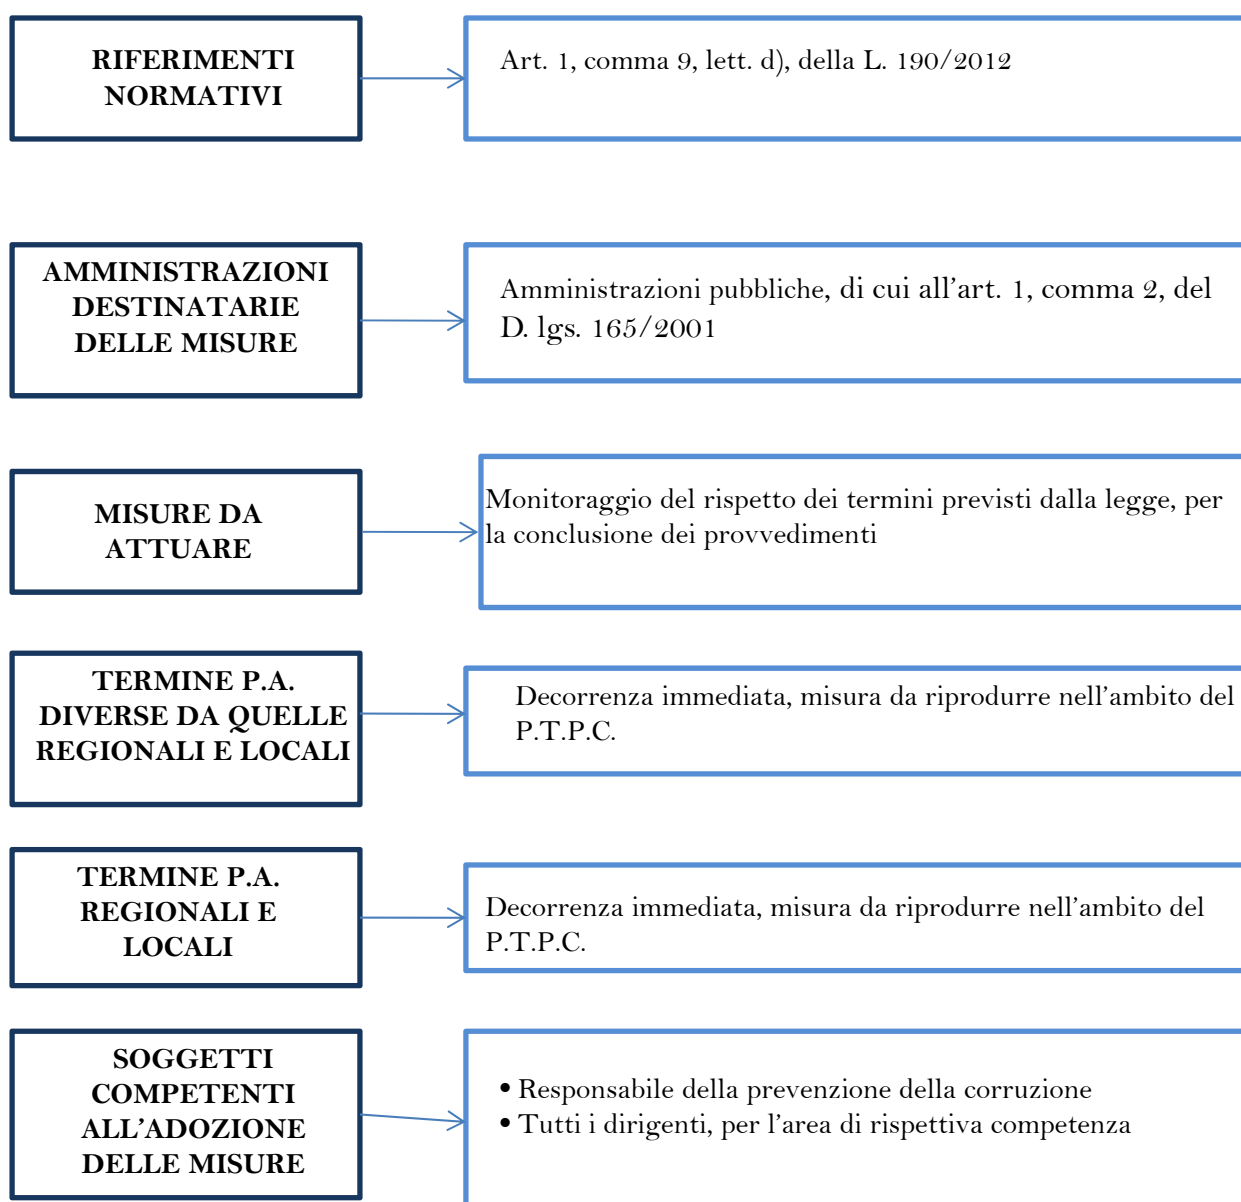 RIFERIMENTI
NORMATIVI
Art. 1, comma 9, lett. d), della L. 190/2012
AMMINISTRAZIONI
DESTINATARIE
DELLE MISURE
Amministrazioni pubbliche, di cui all’art. 1, comma 2, del
D. lgs. 165/2001
MISURE DA
ATTUARE
Monitoraggio del rispetto dei termini previsti dalla legge, per
la conclusione dei provvedimenti
TERMINE P.A.
DIVERSE DA QUELLE
REGIONALI E LOCALI
Decorrenza immediata, misura da riprodurre nell’ambito del
P.T.P.C.
TERMINE P.A.
REGIONALI E
LOCALI
Decorrenza immediata, misura da riprodurre nell’ambito del
P.T.P.C.
SOGGETTI
COMPETENTI
ALL’ADOZIONE
DELLE MISURE
• Responsabile della prevenzione della corruzione
• Tutti i dirigenti, per l’area di rispettiva competenza